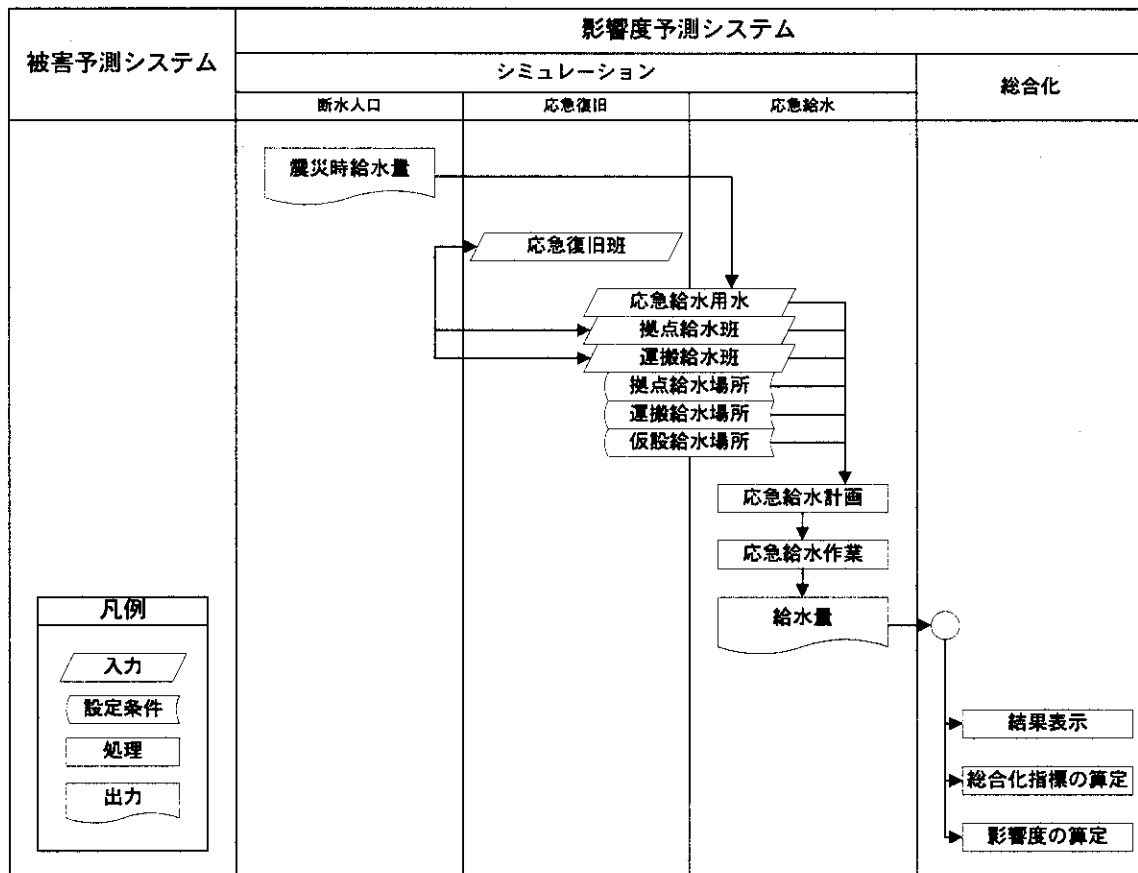 影響度予測システム
被害予測システム
シミュレーション
総合化
断水人口
応急復旧
応急給水
震災時給水量
応急復旧班
応急給水用水
拠点給水班
運搬給水班
拠点給水場所
運搬給水場所
仮設給水場所
応急給水計画
応急給水作業
給水量
凡例
入力
設定条件
処理
出力
結果表示
総合化指標の算定
影響度の算定